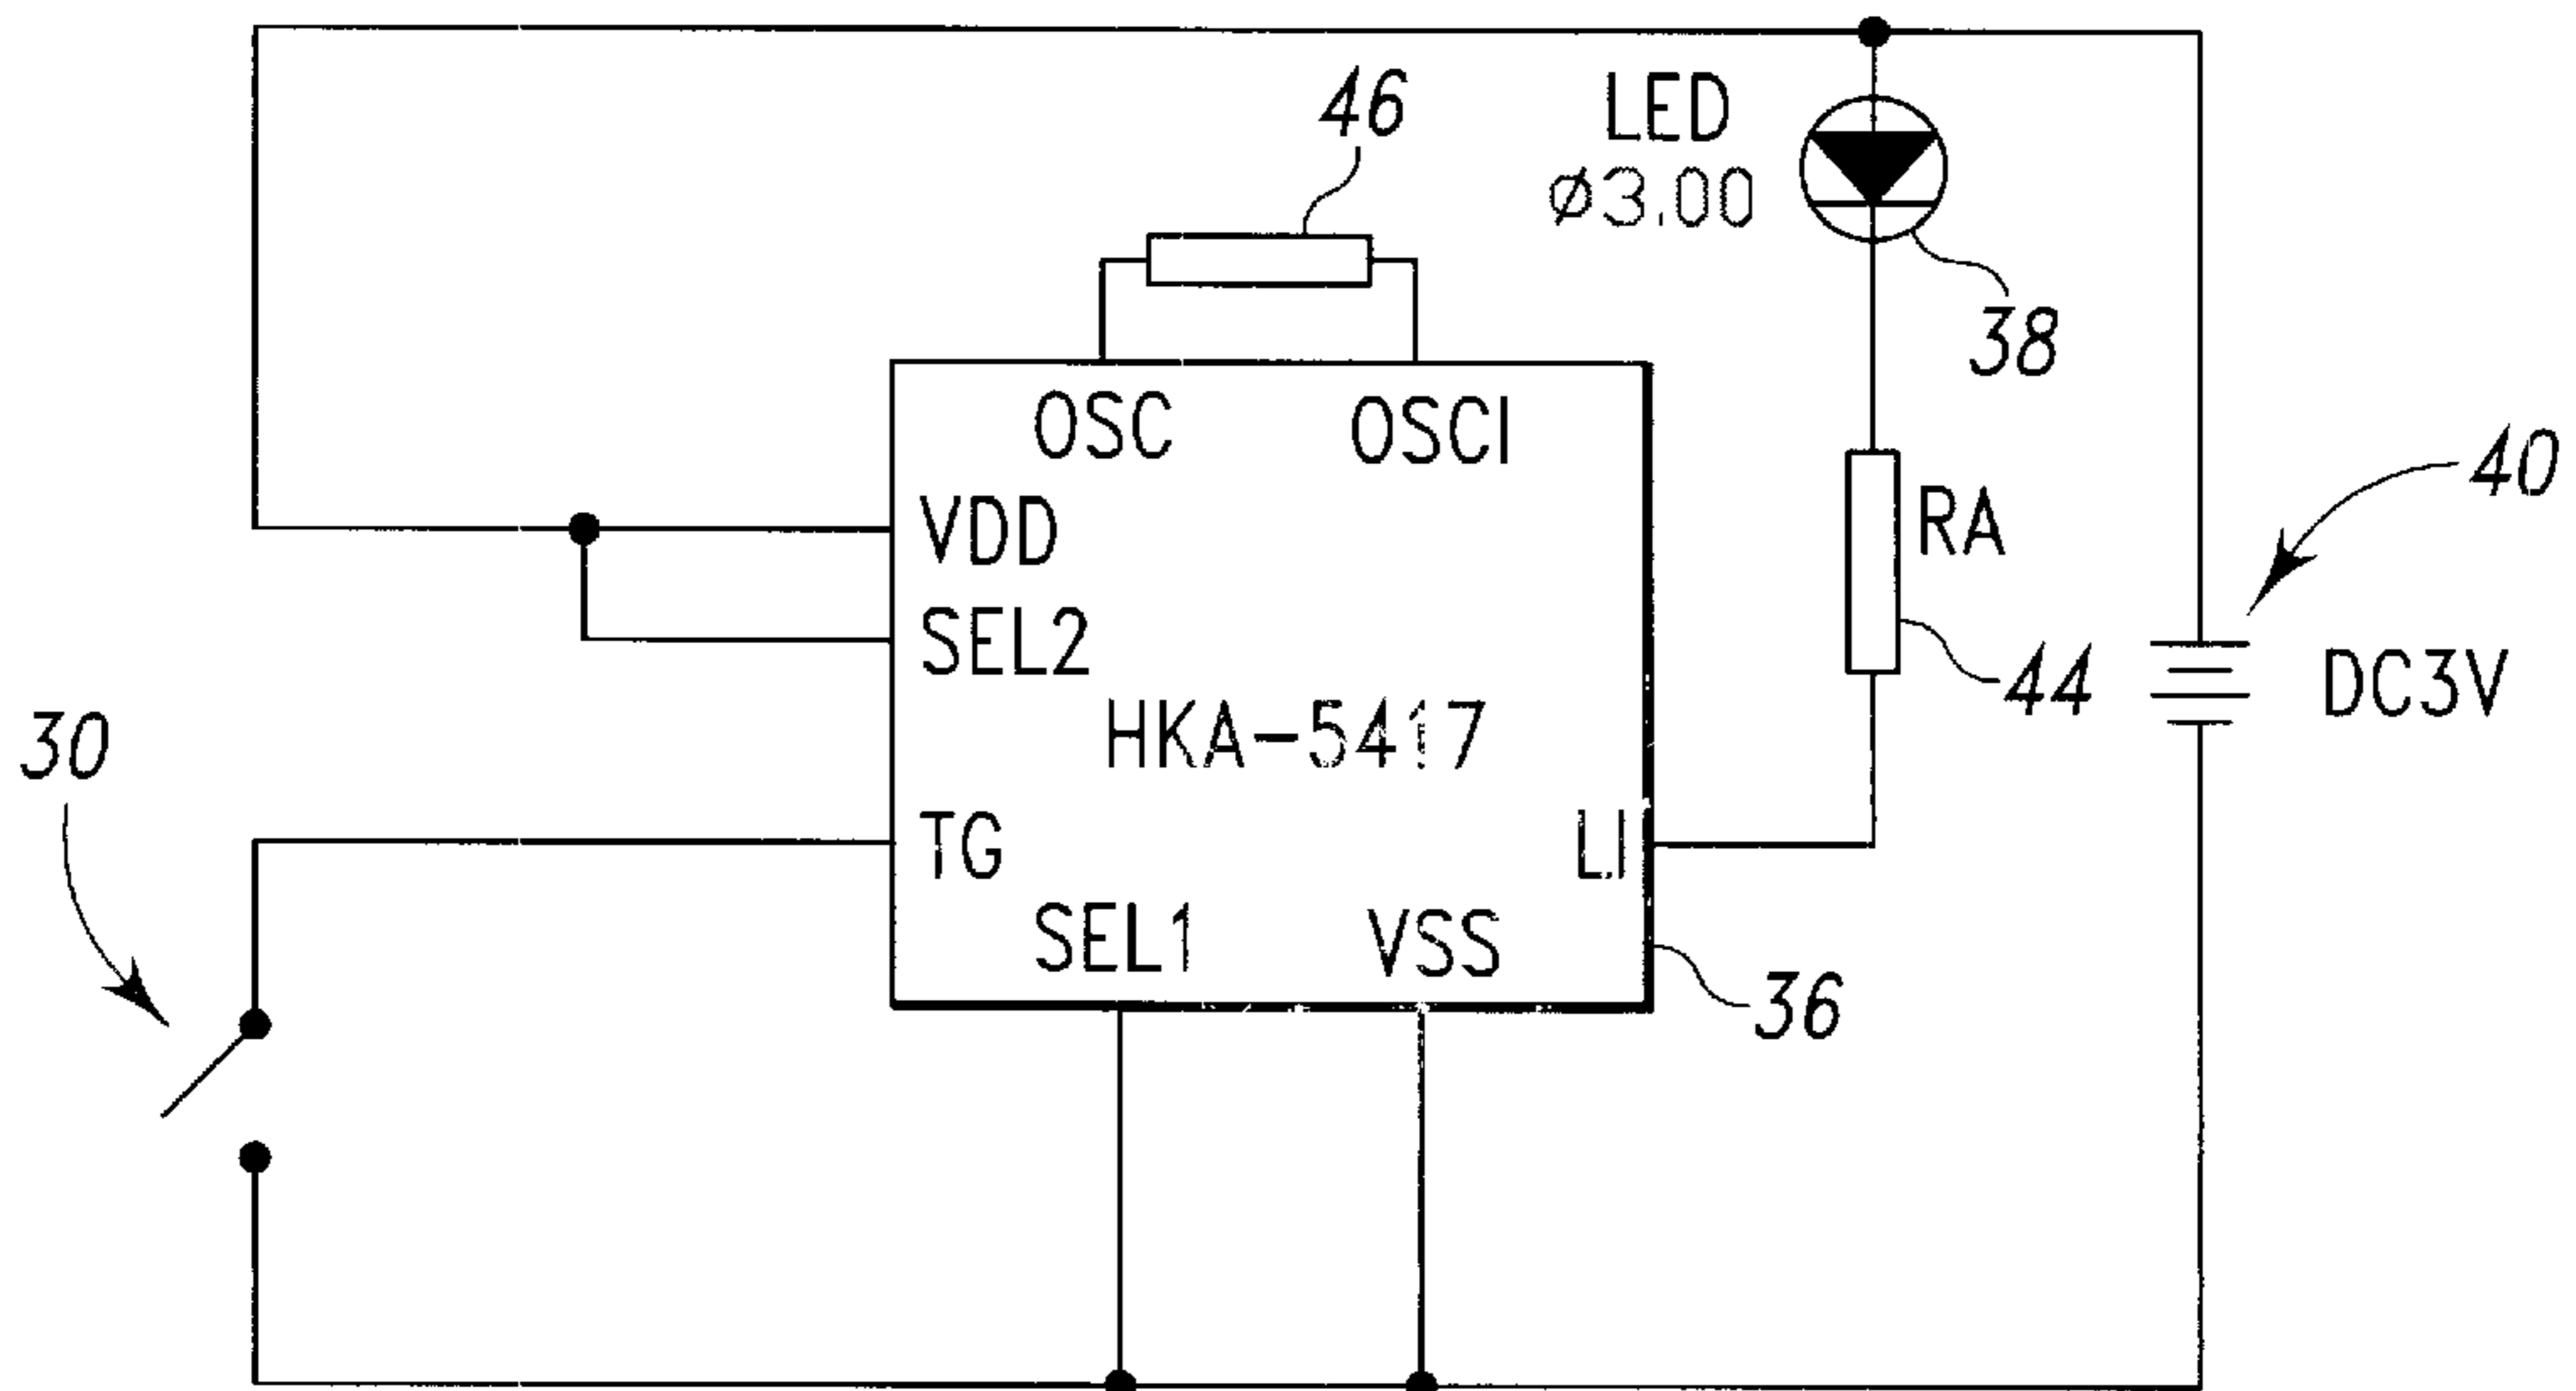 46
LED
ø3.00
38
OSC OSCI
40
VDD
RA
SEL2
44
DC3V
HKA-5417
30
TG
L.I
SEL1 VSS
36